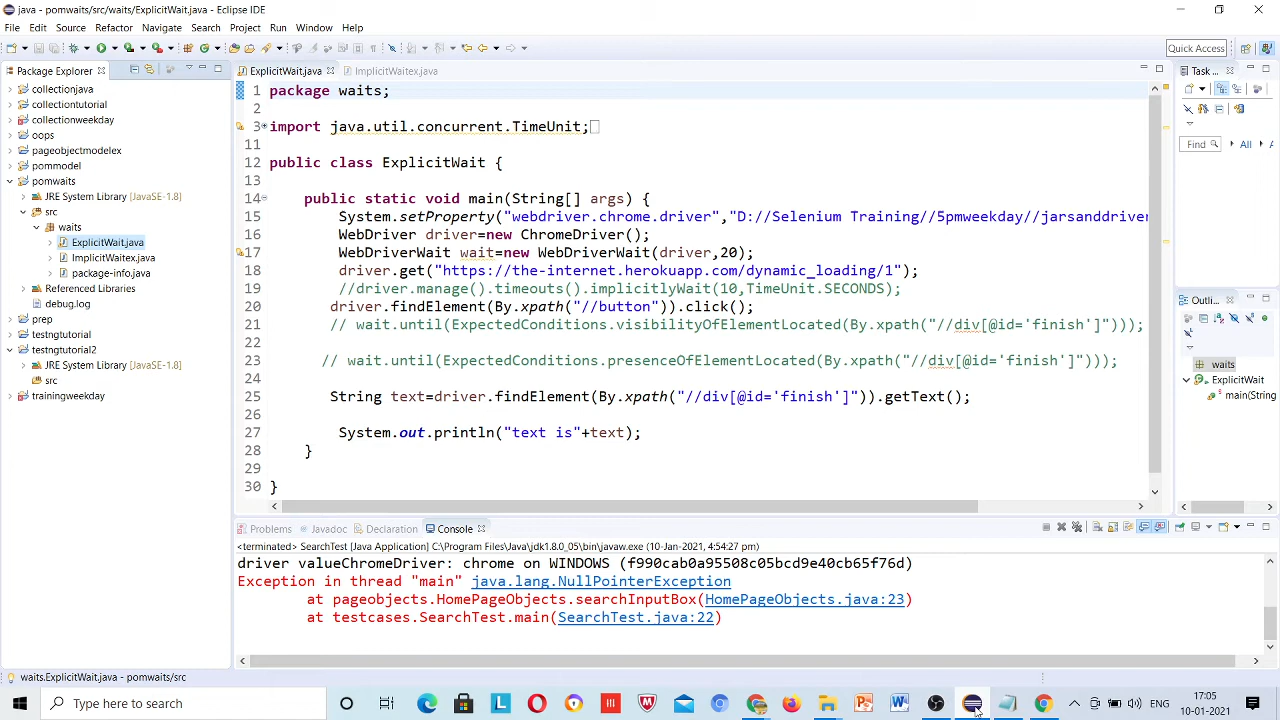 java - pomwaits/src/waits/ExplicitWait.java - Eclipse IDE
File Edit Source Refactor Navigate Search Project Run Window Help
Quick Access
Package Explorer
ExplicitWait.java ImplicitWaitex.java
Task ...
collectionjava
collectiontutorial
collectionweekday
oops
pageobjectmodelex
pommodel
pomwaits
JRE System Library [JavaSE-1.8]
src
waits
ExplicitWait.java
ImplicitWaitex.java
package-info.java
Referenced Libraries
debug.log
prep
testngtutorial
testngtutorial2
JRE System Library [JavaSE-1.8]
src
trainingweekday
1 package waits;
2
3 import java.util.concurrent.TimeUnit;
11
12 public class ExplicitWait {
13
14 public static void main(String[] args) {
15 System.setProperty("webdriver.chrome.driver","D://Selenium Training//5pmweekday//jarsanddriver
16 WebDriver driver=new ChromeDriver();
17 WebDriverWait wait=new WebDriverWait(driver,20);
18 driver.get("https://the-internet.herokuapp.com/dynamic_loading/1");
19 //driver.manage().timeouts().implicitlyWait(10,TimeUnit.SECONDS);
20 driver.findElement(By.xpath("//button")).click();
21 // wait.until(ExpectedConditions.visibilityOfElementLocated(By.xpath("//div[@id='finish']")));
22
23 // wait.until(ExpectedConditions.presenceOfElementLocated(By.xpath("//div[@id='finish']")));
24
25 String text=driver.findElement(By.xpath("//div[@id='finish']")).getText();
26
27 System.out.println("text is"+text);
28 }
29
30 }
Find All A
Outli...
waits
ExplicitWait
main(String
Problems Javadoc Declaration Console
<terminated> SearchTest [Java Application] C:\Program Files\Java\jdk1.8.0_05\bin\javaw.exe (10-Jan-2021, 4:54:27 pm)
driver valueChromeDriver: chrome on WINDOWS (f990cab0a95508c05bcd9e40cb65f76d)
Exception in thread "main" java.lang.NullPointerException
at pageobjects.HomePageObjects.searchInputBox(HomePageObjects.java:23)
at testcases.SearchTest.main(SearchTest.java:22)
waits.ExplicitWait.java - pomwaits/src
Type here to search
ENG
17:05
10-01-2021